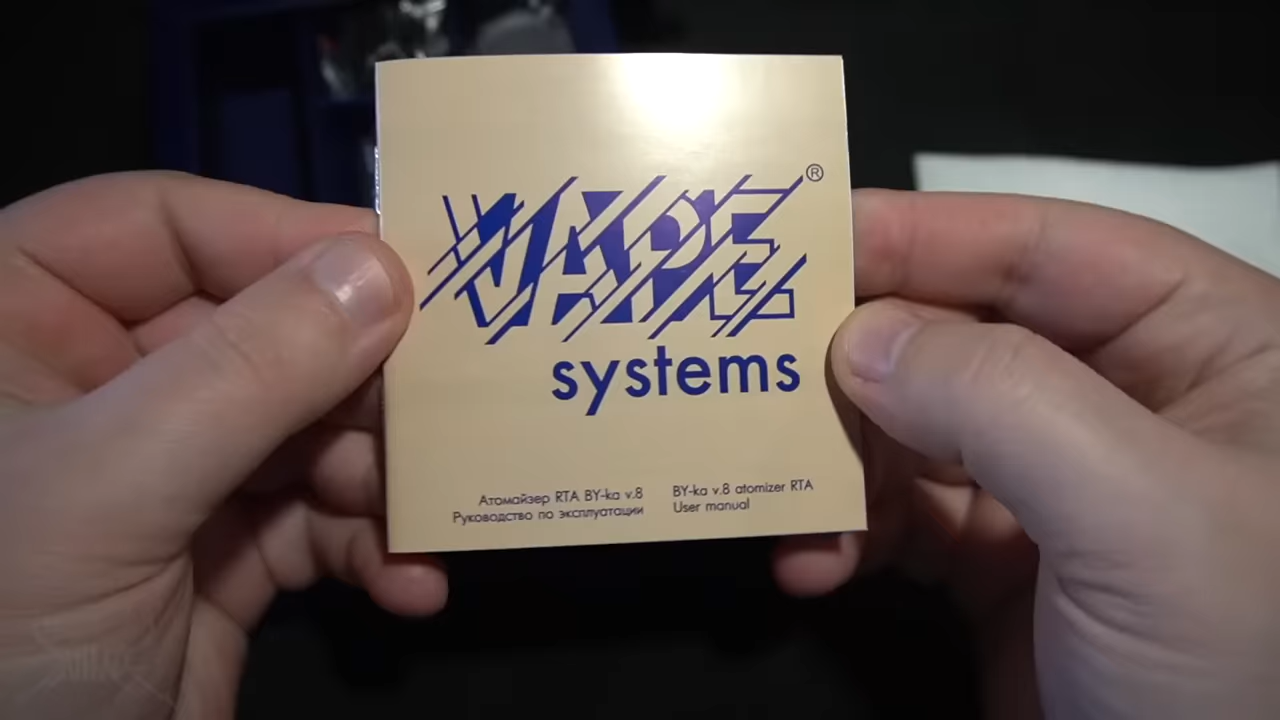 VAPE®
systems
Атомайзер RTA BY-ka v.8
Руководство по эксплуатации
BY-ka v.8 atomizer RTA
User manual